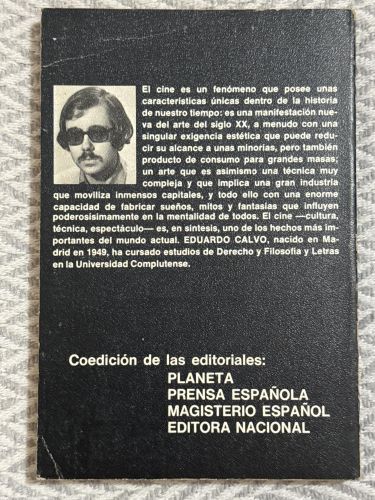 El cine es un fenómeno que posee unas
características únicas dentro de la historia
de nuestro tiempo: es una manifestación nue-
va del arte del siglo XX, a menudo con una
singular exigencia estética que puede redu-
cir su alcance a unas minorías, pero también
producto de consumo para grandes masas;
un arte que es asimismo una técnica muy
compleja y que implica una gran industria
que moviliza inmensos capitales, y todo ello con una enorme
capacidad de fabricar sueños, mitos y fantasías que influyen
poderosísimamente en la mentalidad de todos. El cine —cultura,
técnica, espectáculo— es, en síntesis, uno de los hechos más im-
portantes del mundo actual. EDUARDO CALVO, nacido en Ma-
drid en 1949, ha cursado estudios de Derecho y Filosofía y Letras
en la Universidad Complutense.
Coedición de las editoriales:
PLANETA
PRENSA ESPAÑOLA
MAGISTERIO ESPAÑOL
EDITORA NACIONAL